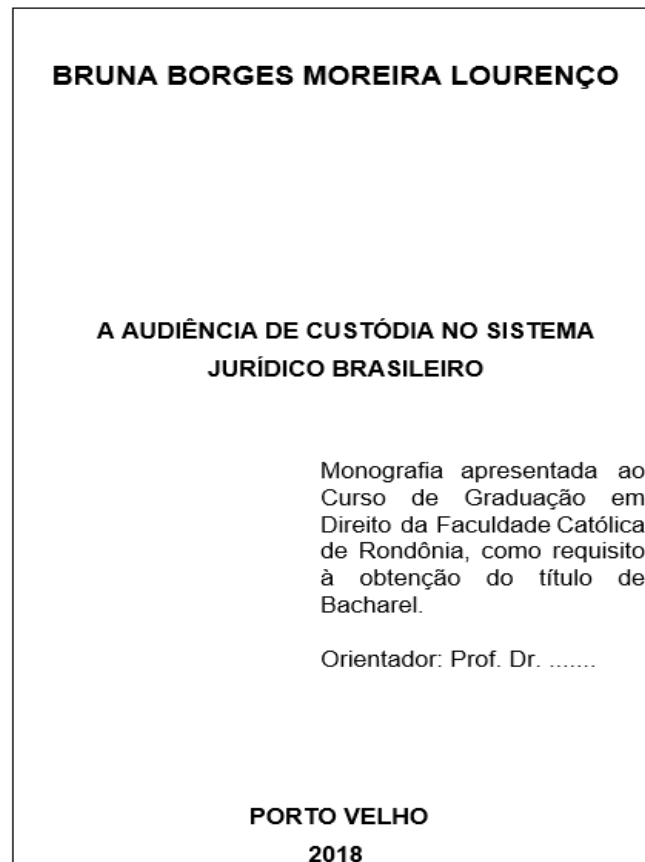 BRUNA BORGES MOREIRA LOURENÇO
A AUDIÊNCIA DE CUSTÓDIA NO SISTEMA
JURÍDICO BRASILEIRO
Monografia apresentada ao
Curso de Graduação em
Direito da Faculdade Católica
de Rondônia, como requisito
à obtenção do título de
Bacharel.
Orientador: Prof. Dr. .......
PORTO VELHO
2018